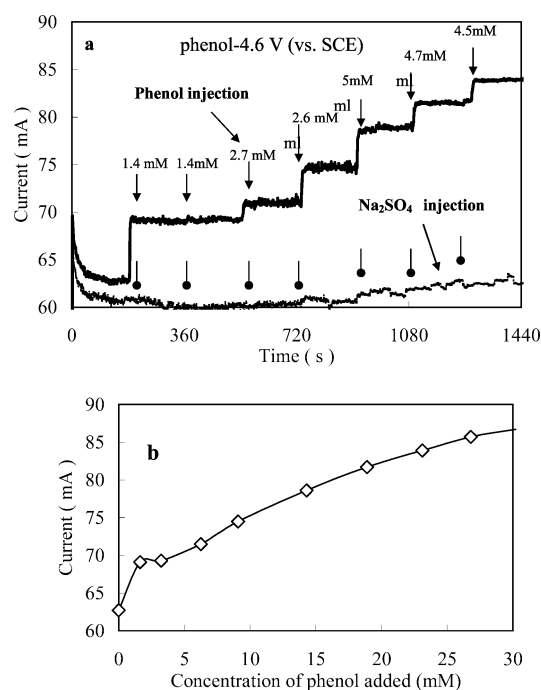 90
85
80
75
70
65
60
Current ( mA )
a
phenol-4.6 V (vs. SCE)
4.5mM
4.7mM
ml
5mM
ml
2.6 mM
ml
Phenol injection
1.4 mM
1.4mM
2.7 mM
Na₂SO₄ injection
0
360
720
1080
1440
Time ( s )
90
85
80
75
70
65
60
Current ( mA )
b
0
5
10
15
20
25
30
Concentration of phenol added (mM)